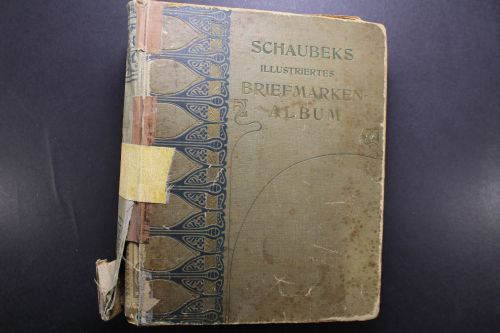 SCHAUBEKS
ILLUSTRIERTES
BRIEFMARKEN-
ALBUM